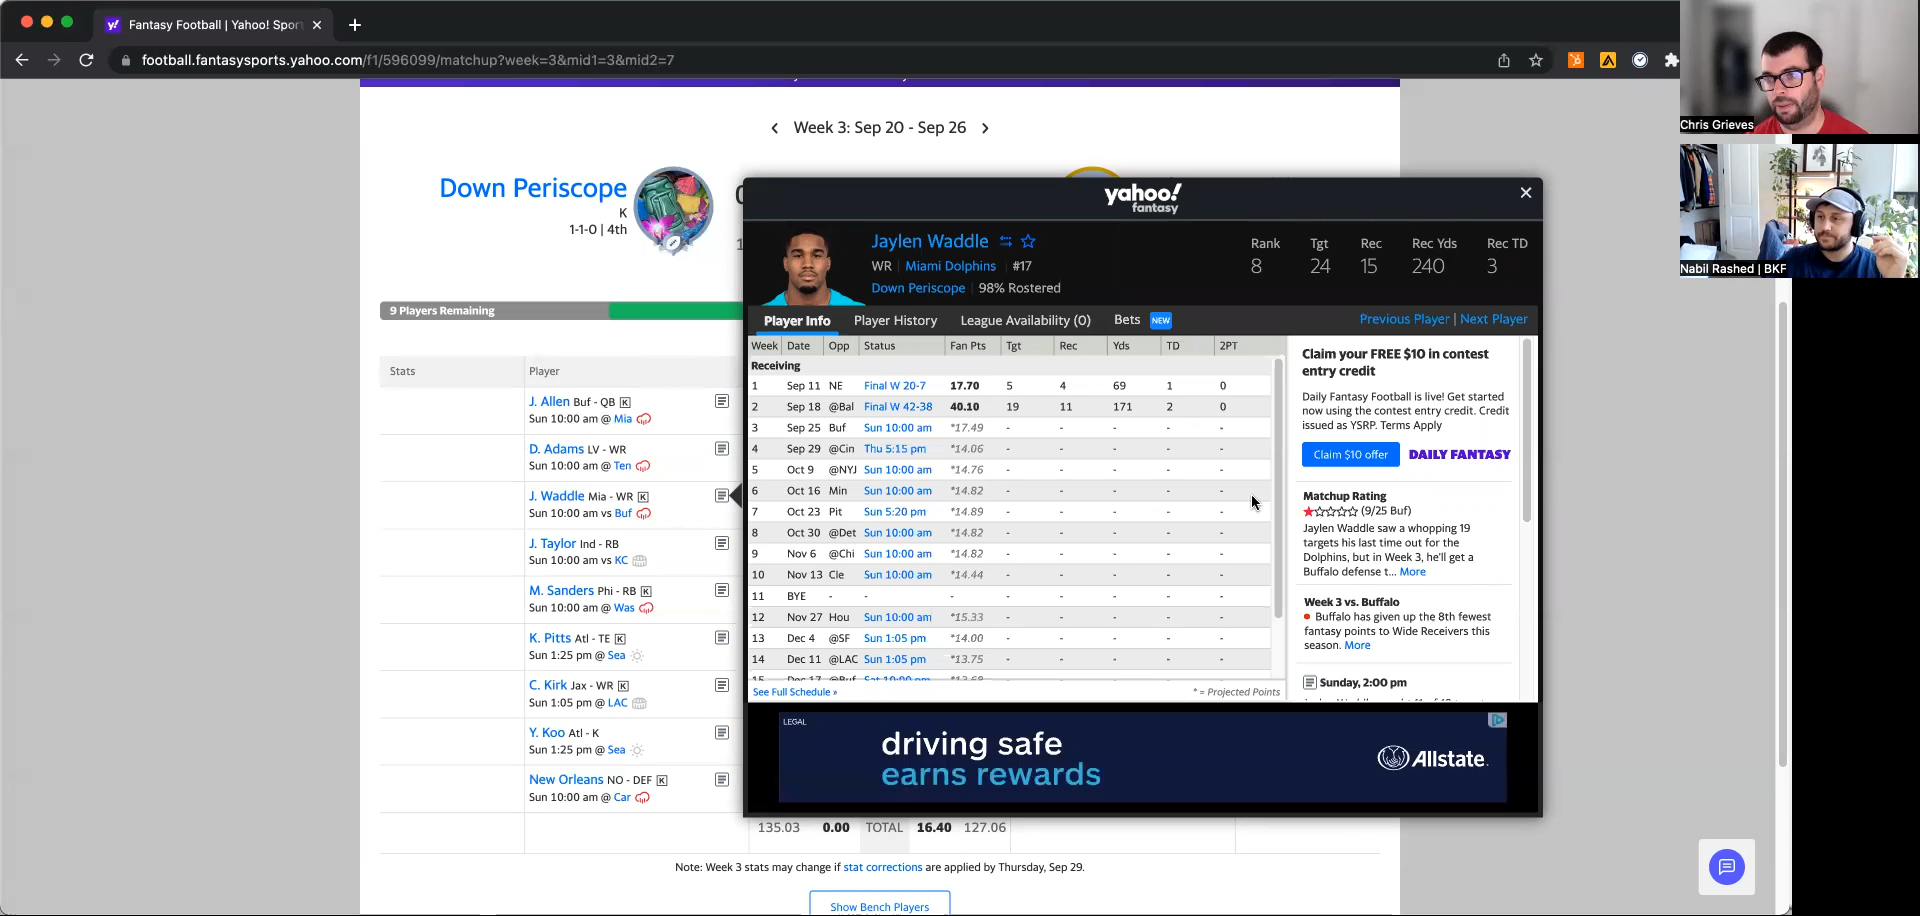 Fantasy Football | Yahoo! Spor
football.fantasysports.yahoo.com/f1/596099/matchup?week=3&mid1=3&mid2=7
Chris Grieves
Nabil Rashed | BKF
Week 3: Sep 20 - Sep 26
Down Periscope
K
1-1-0 | 4th
9 Players Remaining
Stats Player
J. Allen Buf - QB K
Sun 10:00 am @ Mia
D. Adams LV - WR
Sun 10:00 am @ Ten
J. Waddle Mia - WR K
Sun 10:00 am vs Buf
J. Taylor Ind - RB
Sun 10:00 am vs KC
M. Sanders Phi - RB K
Sun 10:00 am @ Was
K. Pitts Atl - TE K
Sun 1:25 pm @ Sea
C. Kirk Jax - WR K
Sun 1:05 pm @ LAC
Y. Koo Atl - K
Sun 1:25 pm @ Sea
New Orleans NO - DEF K
Sun 10:00 am @ Car
yahoo!
fantasy
Jaylen Waddle
WR Miami Dolphins #17
Down Periscope 98% Rostered
Rank Tgt Rec Rec Yds Rec TD
8 24 15 240 3
Player Info Player History League Availability (0) Bets NEW
Previous Player | Next Player
Week Date Opp Status Fan Pts Tgt Rec Yds TD 2PT
Receiving
1 Sep 11 NE Final W 20-7 17.70 5 4 69 1 0
2 Sep 18 @Bal Final W 42-38 40.10 19 11 171 2 0
3 Sep 25 Buf Sun 10:00 am *17.49 - - - - -
4 Sep 29 @Cin Thu 5:15 pm *14.06 - - - - -
5 Oct 9 @NYJ Sun 10:00 am *14.76 - - - - -
6 Oct 16 Min Sun 10:00 am *14.82 - - - - -
7 Oct 23 Pit Sun 5:20 pm *14.89 - - - - -
8 Oct 30 @Det Sun 10:00 am *14.82 - - - - -
9 Nov 6 @Chi Sun 10:00 am *14.82 - - - - -
10 Nov 13 Cle Sun 10:00 am *14.44 - - - - -
11 BYE - - - - - - - -
12 Nov 27 Hou Sun 10:00 am *15.33 - - - - -
13 Dec 4 @SF Sun 1:05 pm *14.00 - - - - -
14 Dec 11 @LAC Sun 1:05 pm *13.75 - - - - -
See Full Schedule » * = Projected Points
Claim your FREE $10 in contest
entry credit
Daily Fantasy Football is live! Get started
now using the contest entry credit. Credit
issued as YSRP. Terms Apply
Claim $10 offer DAILY FANTASY
Matchup Rating
(9/25 Buf)
Jaylen Waddle saw a whopping 19
targets his last time out for the
Dolphins, but in Week 3, he'll get a
Buffalo defense t... More
Week 3 vs. Buffalo
Buffalo has given up the 8th fewest
fantasy points to Wide Receivers this
season. More
Sunday, 2:00 pm
LEGAL
driving safe
earns rewards
Allstate.
135.03 0.00 TOTAL 16.40 127.06
Note: Week 3 stats may change if stat corrections are applied by Thursday, Sep 29.
Show Bench Players